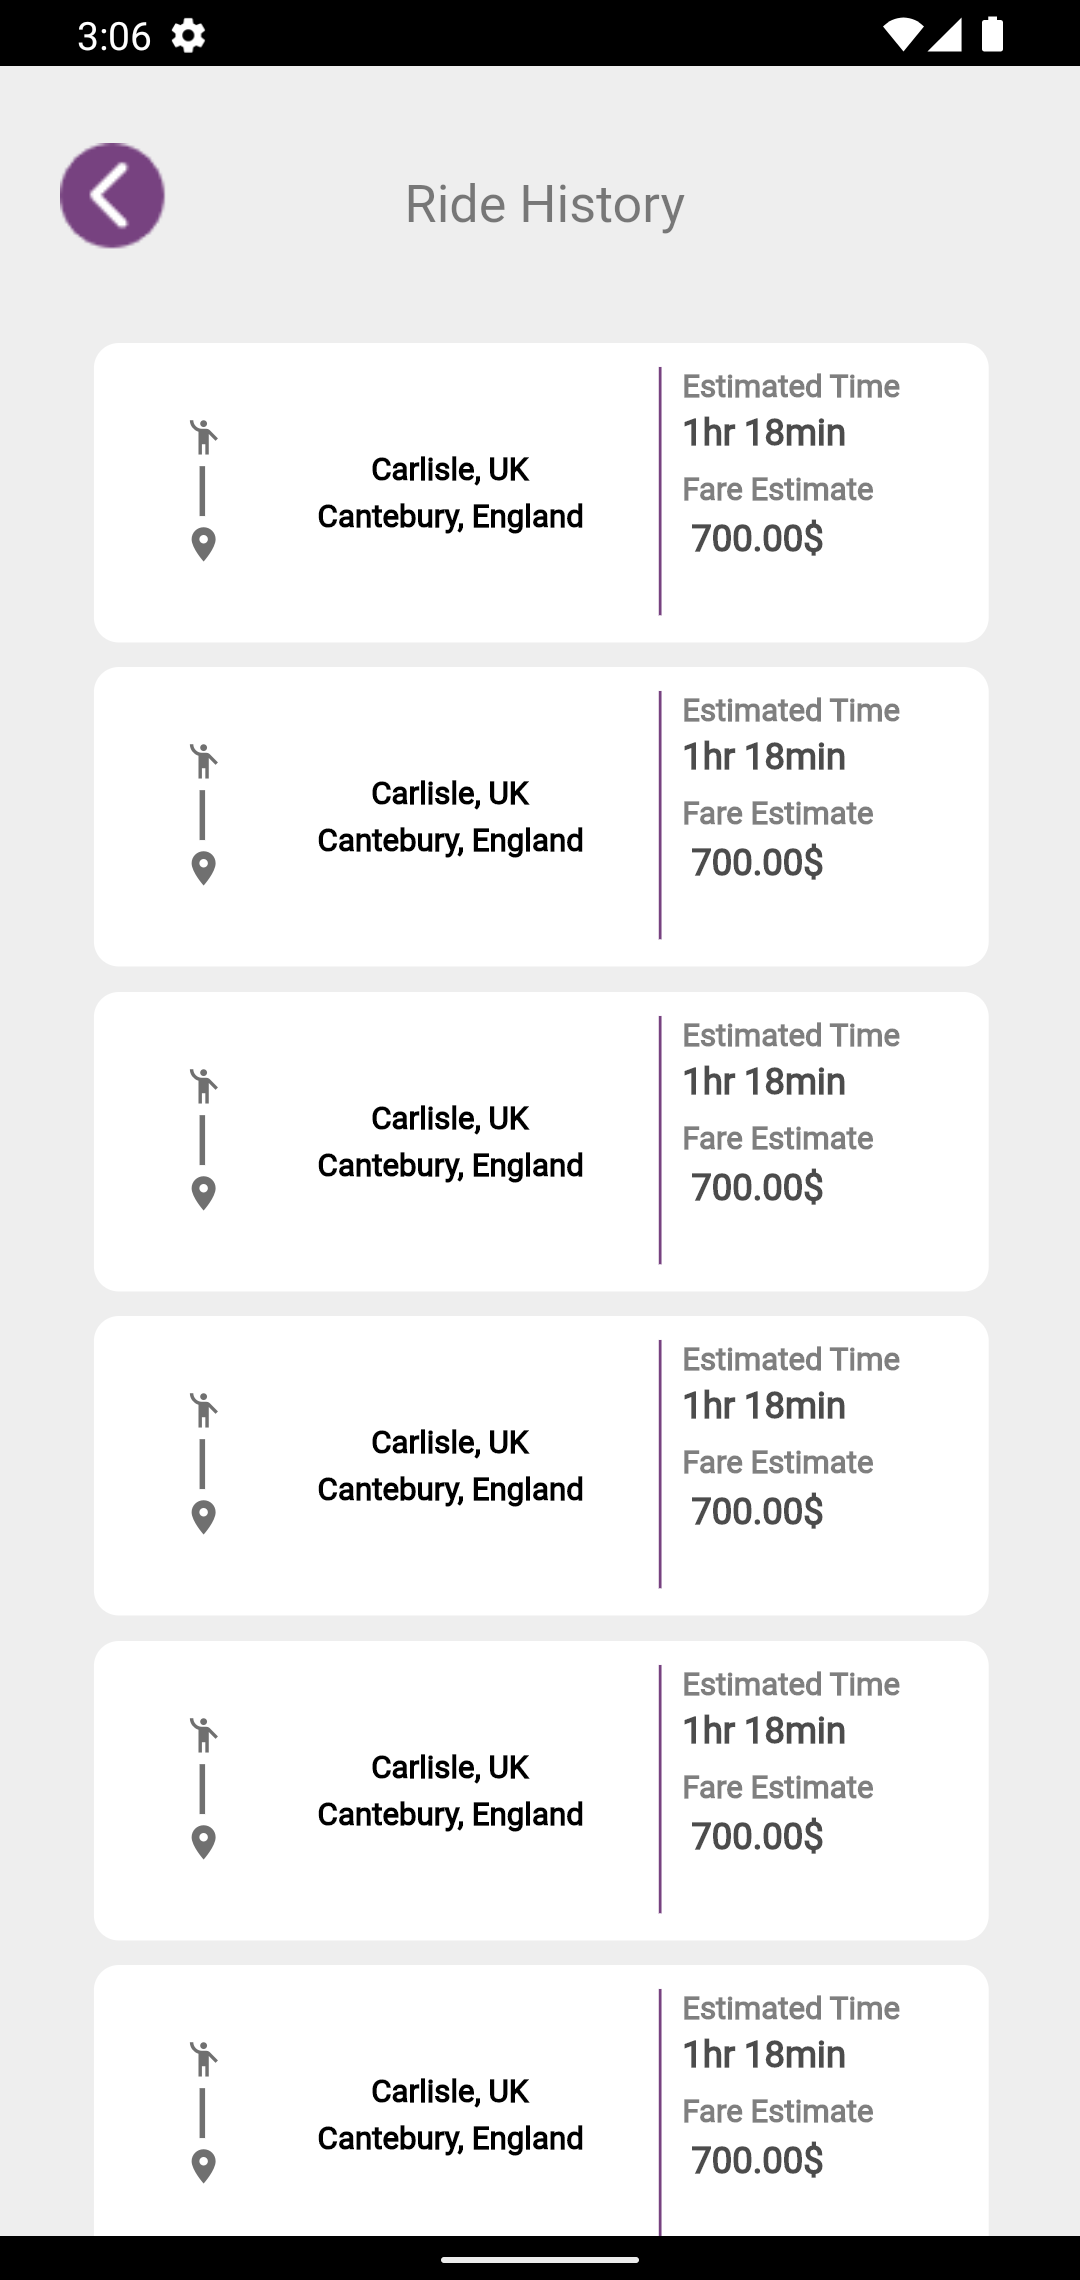 3:06
Ride History
Estimated Time
1hr 18min
Carlisle, UK
Cantebury, England
Fare Estimate
700.00$
Estimated Time
1hr 18min
Carlisle, UK
Cantebury, England
Fare Estimate
700.00$
Estimated Time
1hr 18min
Carlisle, UK
Cantebury, England
Fare Estimate
700.00$
Estimated Time
1hr 18min
Carlisle, UK
Cantebury, England
Fare Estimate
700.00$
Estimated Time
1hr 18min
Carlisle, UK
Cantebury, England
Fare Estimate
700.00$
Estimated Time
1hr 18min
Carlisle, UK
Cantebury, England
Fare Estimate
700.00$